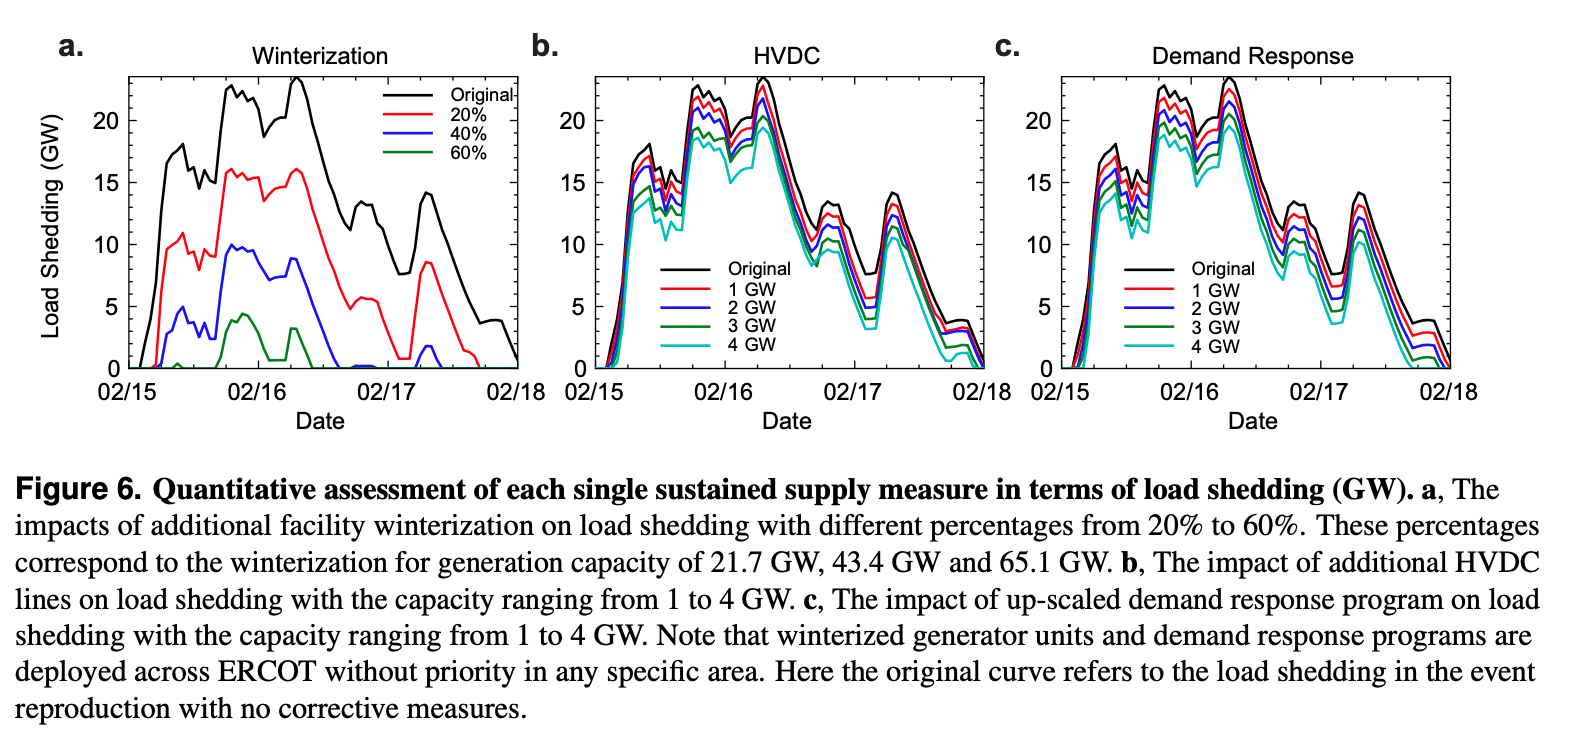 a.
Winterization
Load Shedding (GW)
20
15
10
5
0
02/15
02/16
02/17
02/18
Date
Original
20%
40%
60%
b.
HVDC
20
15
10
5
0
02/15
02/16
02/17
02/18
Date
Original
1 GW
2 GW
3 GW
4 GW
c.
Demand Response
20
15
10
5
0
02/15
02/16
02/17
02/18
Date
Original
1 GW
2 GW
3 GW
4 GW
Figure 6. Quantitative assessment of each single sustained supply measure in terms of load shedding (GW). a, The
impacts of additional facility winterization on load shedding with different percentages from 20% to 60%. These percentages
correspond to the winterization for generation capacity of 21.7 GW, 43.4 GW and 65.1 GW. b, The impact of additional HVDC
lines on load shedding with the capacity ranging from 1 to 4 GW. c, The impact of up-scaled demand response program on load
shedding with the capacity ranging from 1 to 4 GW. Note that winterized generator units and demand response programs are
deployed across ERCOT without priority in any specific area. Here the original curve refers to the load shedding in the event
reproduction with no corrective measures.